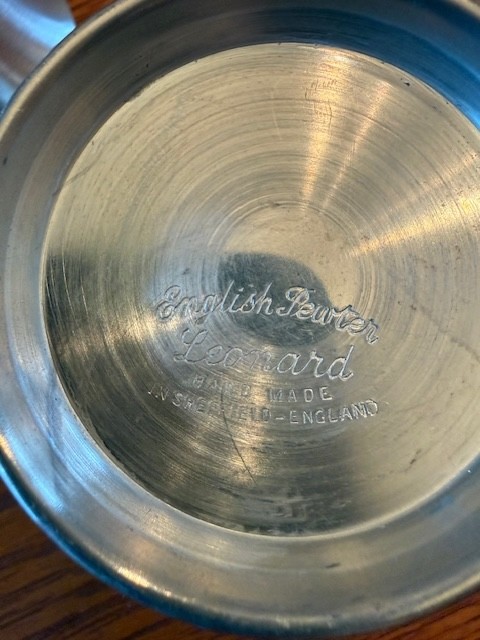 English Pewter
Leonard
HAND MADE
IN SHEFFIELD-ENGLAND